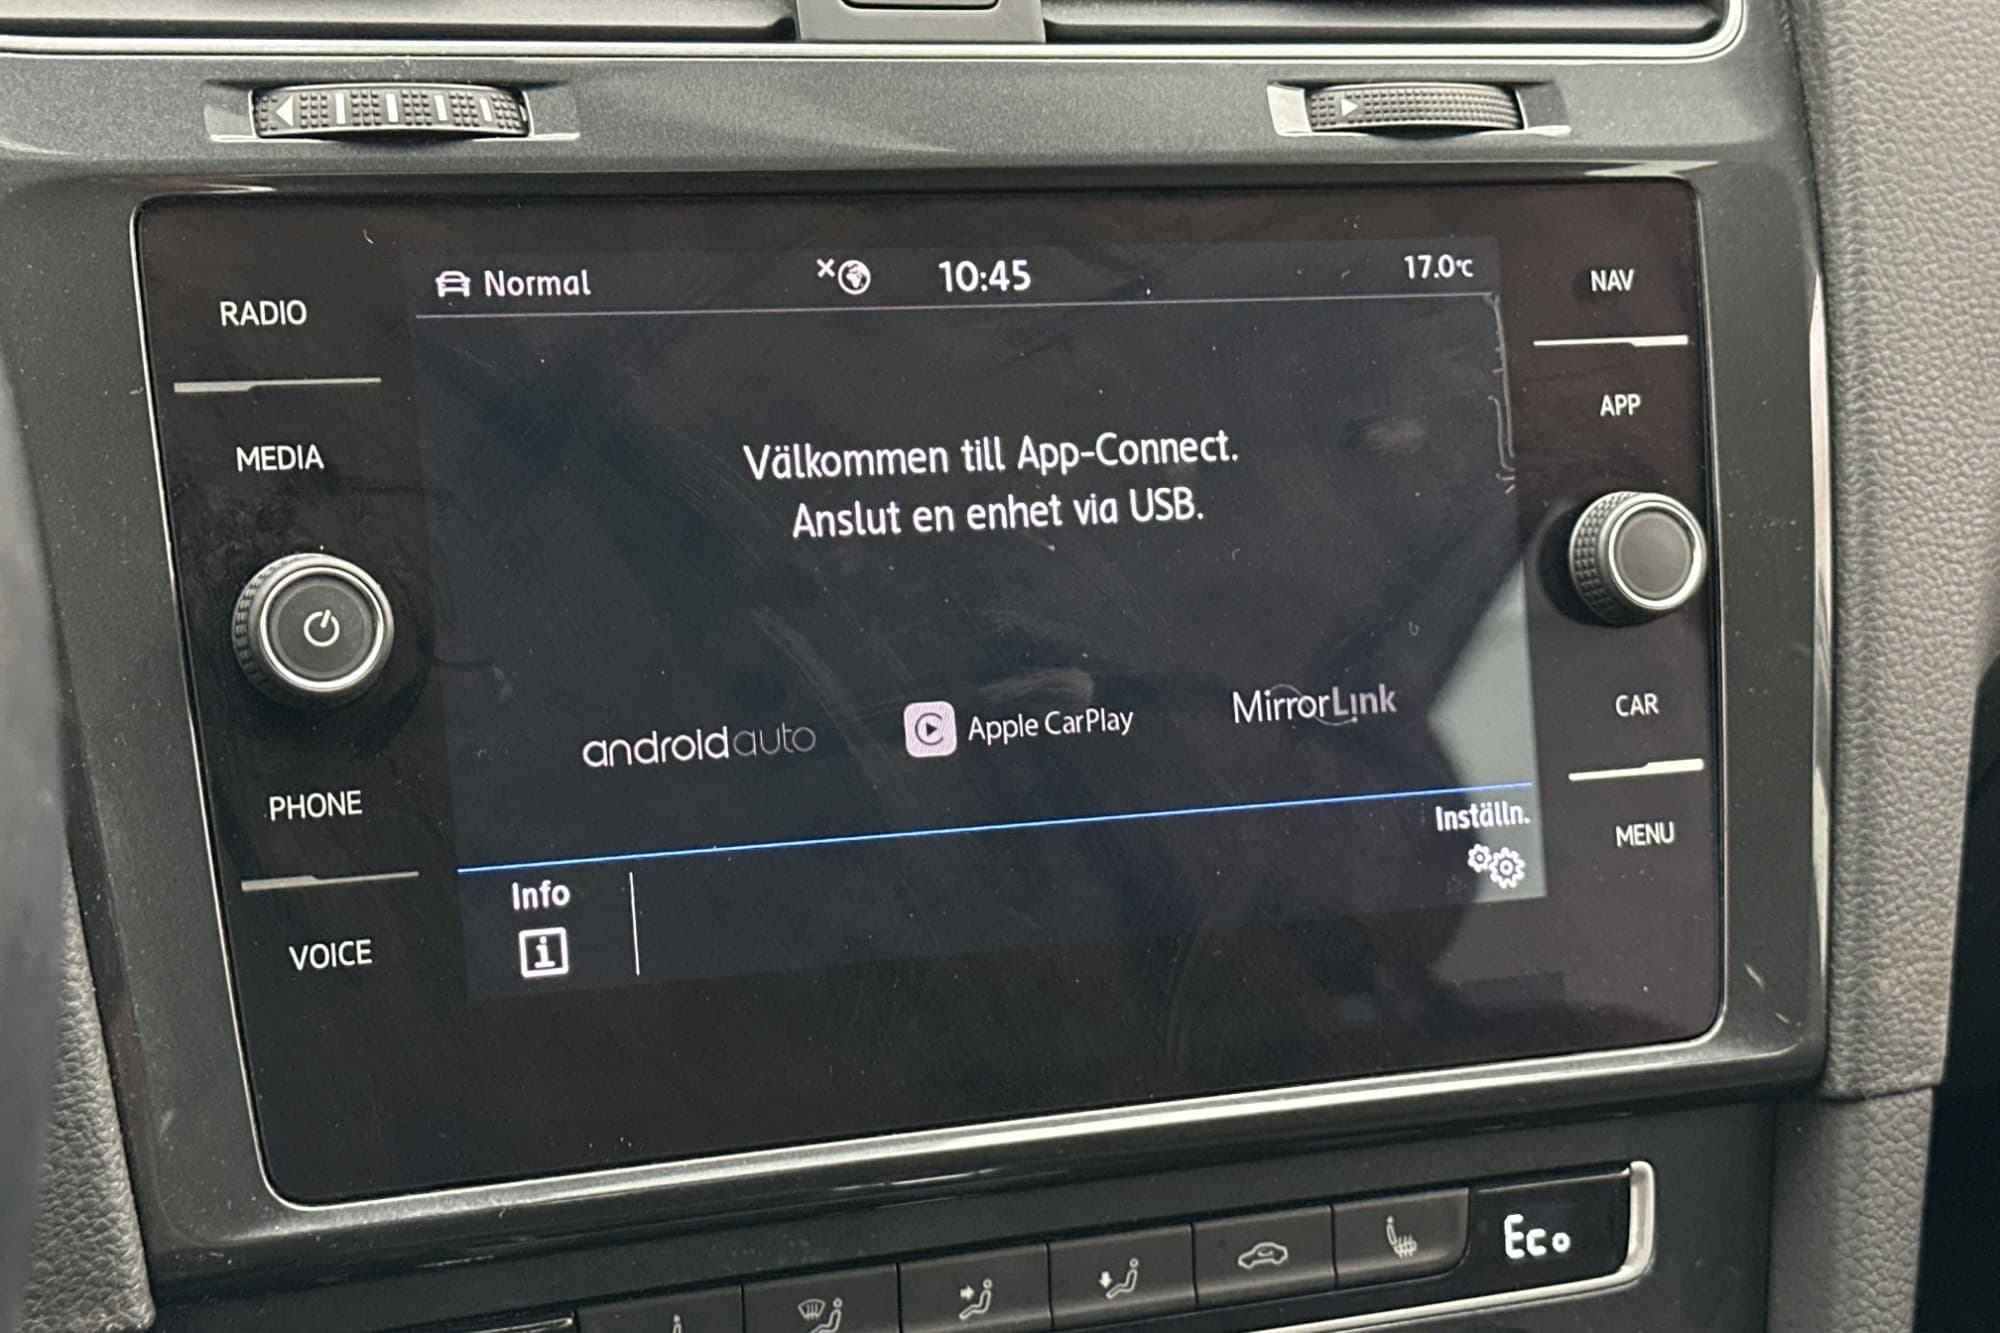 Normal
10:45
17.0°C
RADIO
MEDIA
PHONE
VOICE
NAV
APP
CAR
MENU
Välkommen till App-Connect.
Anslut en enhet via USB.
androidauto
Apple CarPlay
MirrorLink
Info
Inställn.
Eco